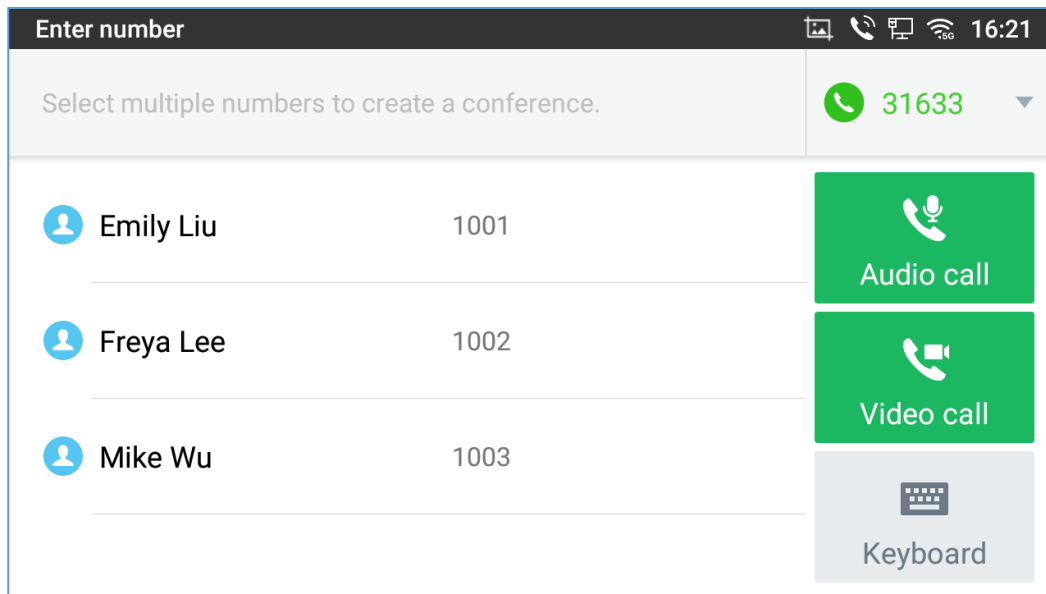 Enter number
5G 16:21
Select multiple numbers to create a conference.
31633
Emily Liu 1001
Audio call
Freya Lee 1002
Video call
Mike Wu 1003
Keyboard